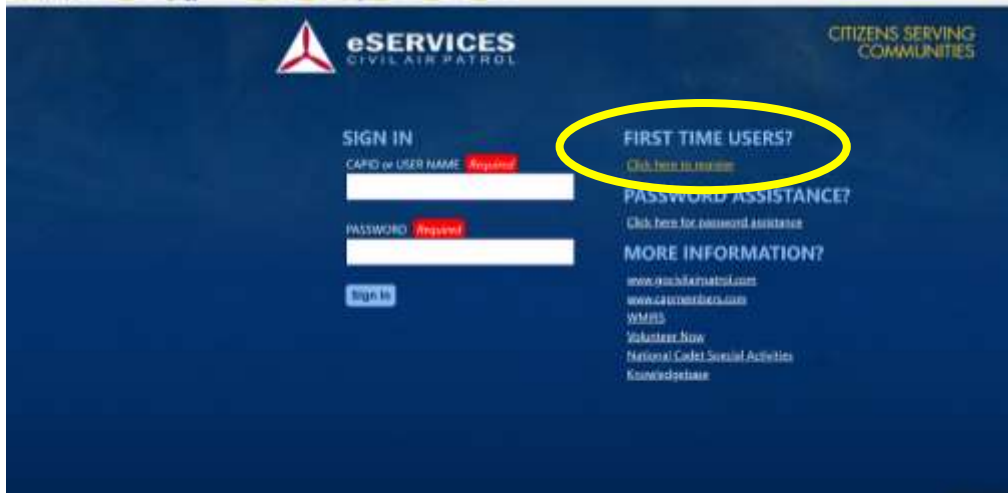 eSERVICES
CIVIL AIR PATROL
CITIZENS SERVING
COMMUNITIES
SIGN IN
CAPID or USER NAME Required
PASSWORD Required
Sign in
FIRST TIME USERS?
Click here to register
PASSWORD ASSISTANCE?
Click here for password assistance
MORE INFORMATION?
www.gocivilairpatrol.com
www.capmembers.com
WMIRS
Volunteer Now
National Cadet Special Activities
Knowledgebase